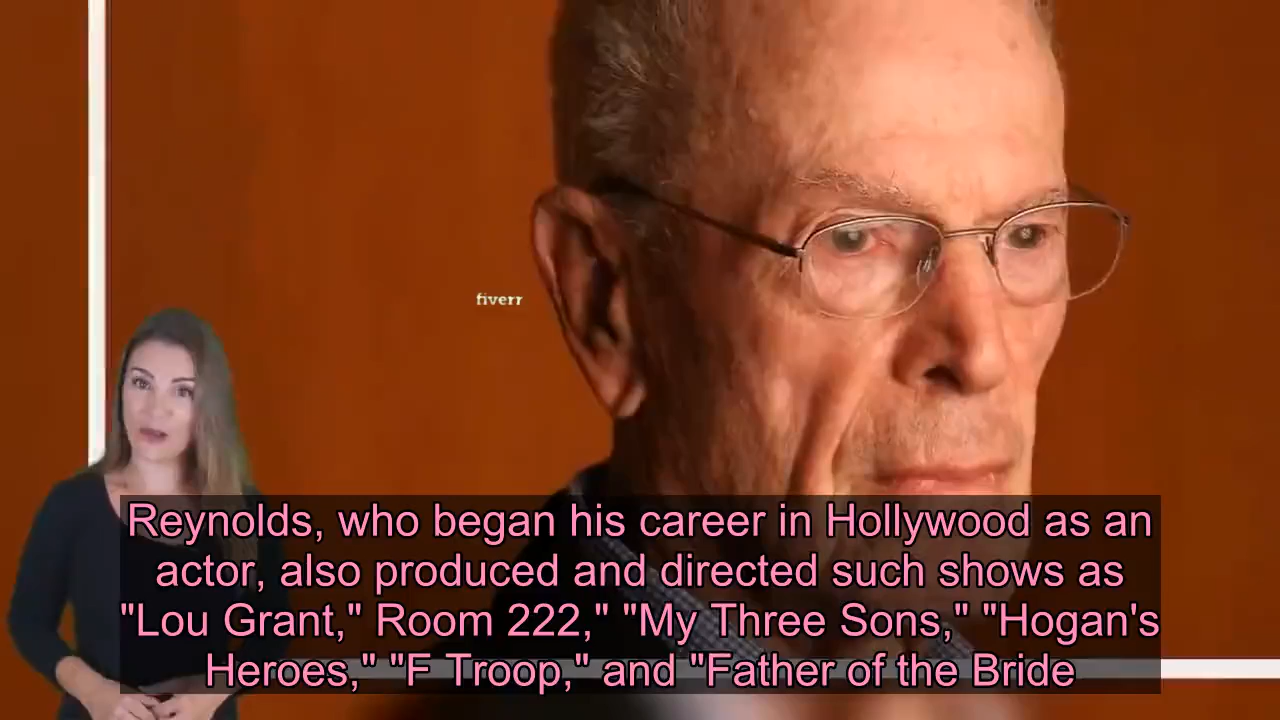 fiverr
Reynolds, who began his career in Hollywood as an
actor, also produced and directed such shows as
"Lou Grant," Room 222," "My Three Sons," "Hogan's
Heroes," "F Troop," and "Father of the Bride